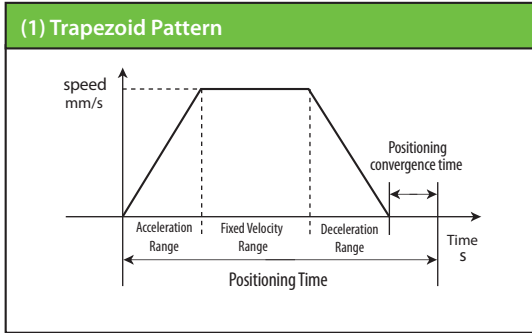 (1) Trapezoid Pattern
speed
mm/s
Positioning
convergence time
Acceleration
Range
Fixed Velocity
Range
Deceleration
Range
Time
S
Positioning Time